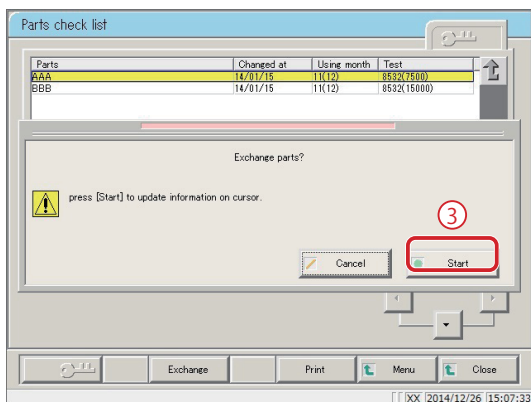 Parts check list
Parts Changed at Using month Test
AAA 14/01/15 11(12) 8532(7500)
BBB 14/01/15 11(12) 8532(15000)
Exchange parts?
press [Start] to update information on cursor.
3
Cancel Start
Exchange Print Menu Close
XX 2014/12/26 15:07:33